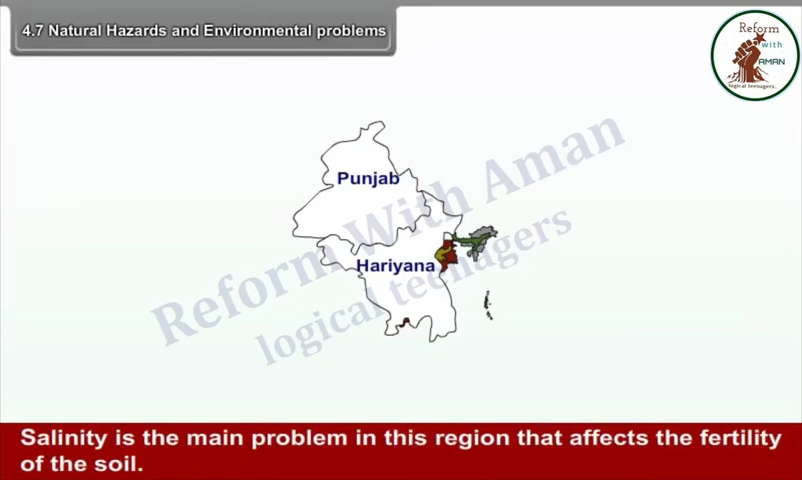 4.7 Natural Hazards and Environmental problems
Reform
with
AMAN
logical teenagers..
Punjab
Hariyana
Reform With Aman
logical teenagers
Salinity is the main problem in this region that affects the fertility
of the soil.